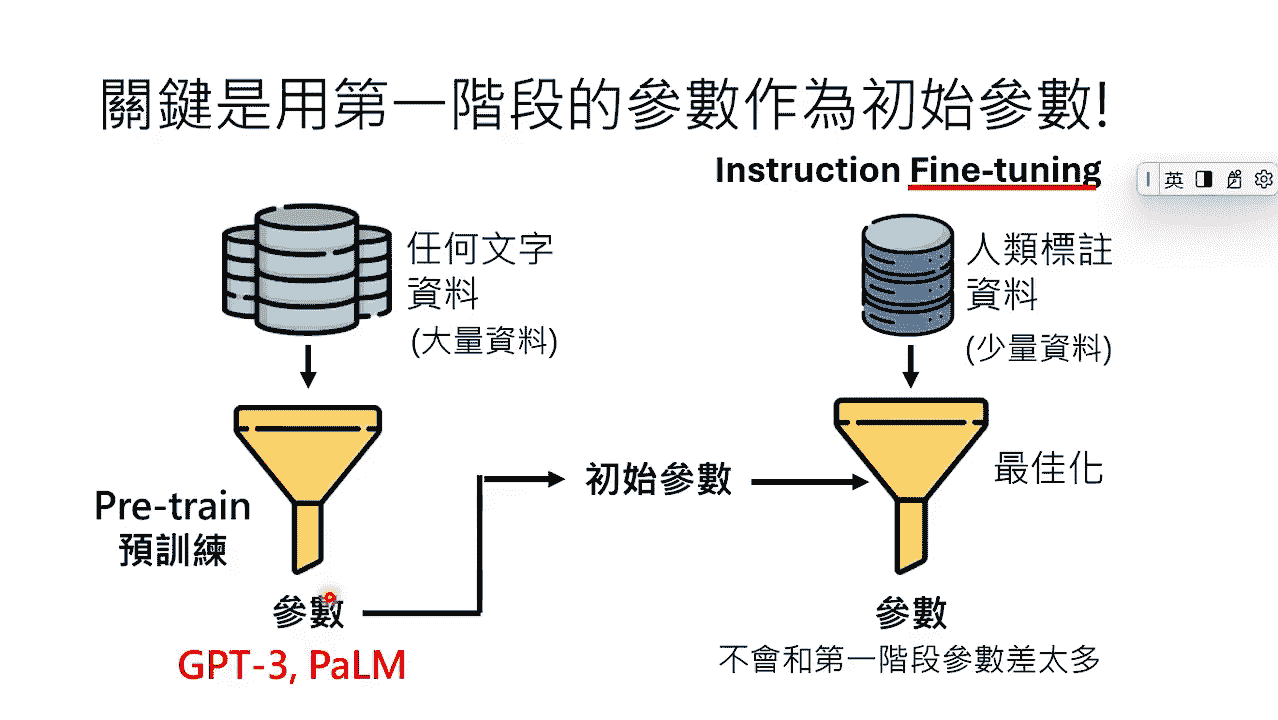 關鍵是用第一階段的參數作為初始參數!
Instruction Fine-tuning
英
任何文字
資料
(大量資料)
人類標註
資料
(少量資料)
Pre-train
預訓練
初始參數
最佳化
參數
GPT-3, PaLM
參數
不會和第一階段參數差太多